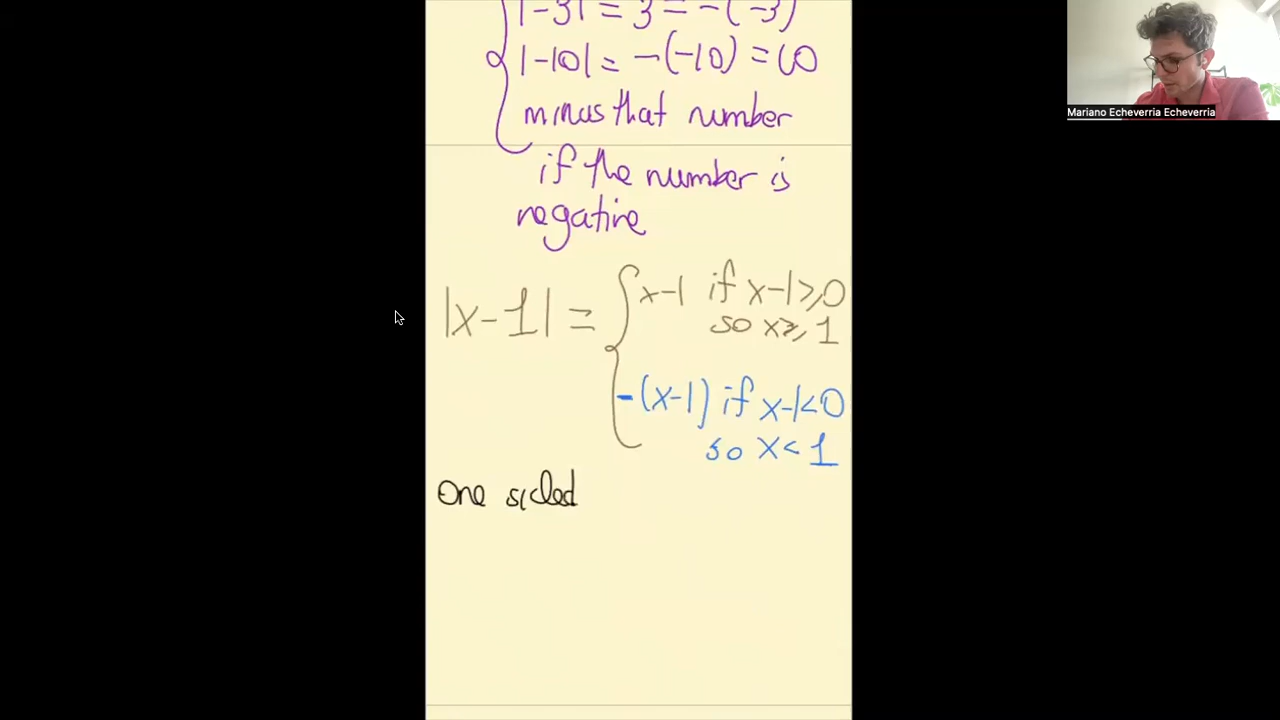 |-3| = 3 = -(-3)
|-10| = -(-10) = 10
minus that number
if the number is
negative
|x-1| = { x-1 if x-1≥0
so x≥1
-(x-1) if x-1<0
so x<1
One sided
Mariano Echeverria Echeverria